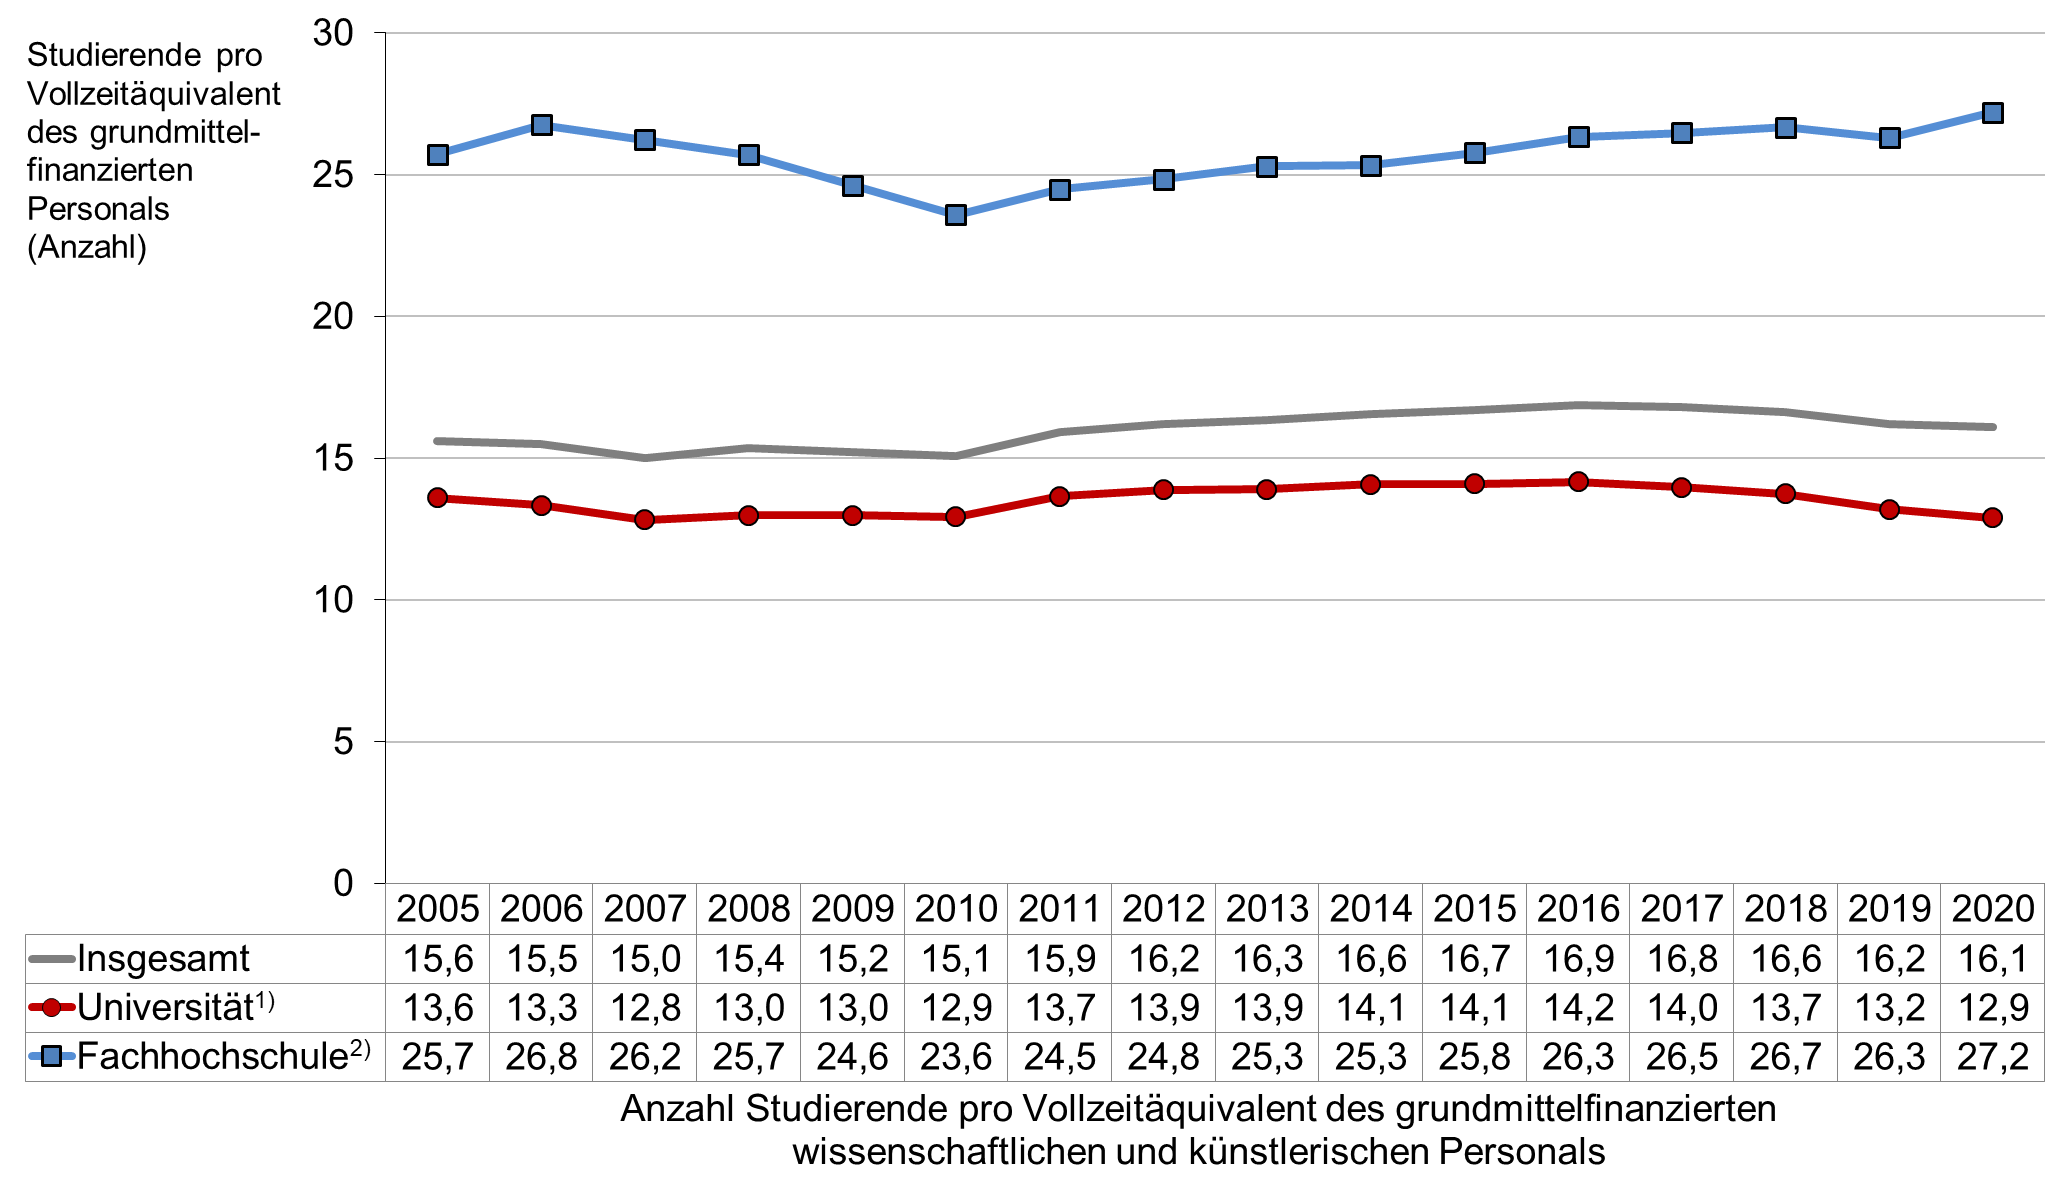 Studierende pro
Vollzeitäquivalent
des grundmittel-
finanzierten
Personals
(Anzahl)
30
25
20
15
10
5
0
2005 2006 2007 2008 2009 2010 2011 2012 2013 2014 2015 2016 2017 2018 2019 2020
Insgesamt 15,6 15,5 15,0 15,4 15,2 15,1 15,9 16,2 16,3 16,6 16,7 16,9 16,8 16,6 16,2 16,1
Universität1) 13,6 13,3 12,8 13,0 13,0 12,9 13,7 13,9 13,9 14,1 14,1 14,2 14,0 13,7 13,2 12,9
Fachhochschule2) 25,7 26,8 26,2 25,7 24,6 23,6 24,5 24,8 25,3 25,3 25,8 26,3 26,5 26,7 26,3 27,2
Anzahl Studierende pro Vollzeitäquivalent des grundmittelfinanzierten
wissenschaftlichen und künstlerischen Personals